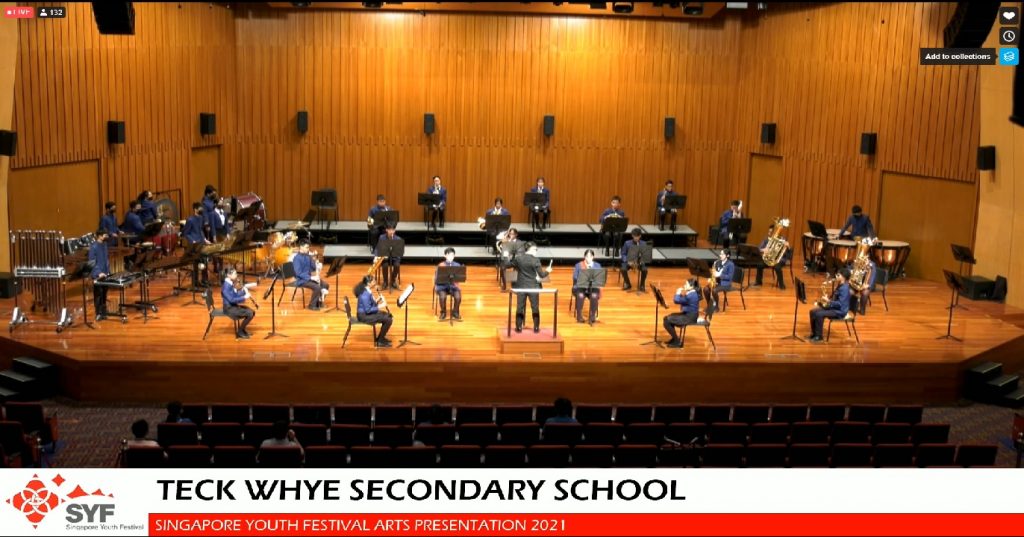 LIVE 132
Add to collections
TECK WHYE SECONDARY SCHOOL
SYF
Singapore Youth Festival
SINGAPORE YOUTH FESTIVAL ARTS PRESENTATION 2021